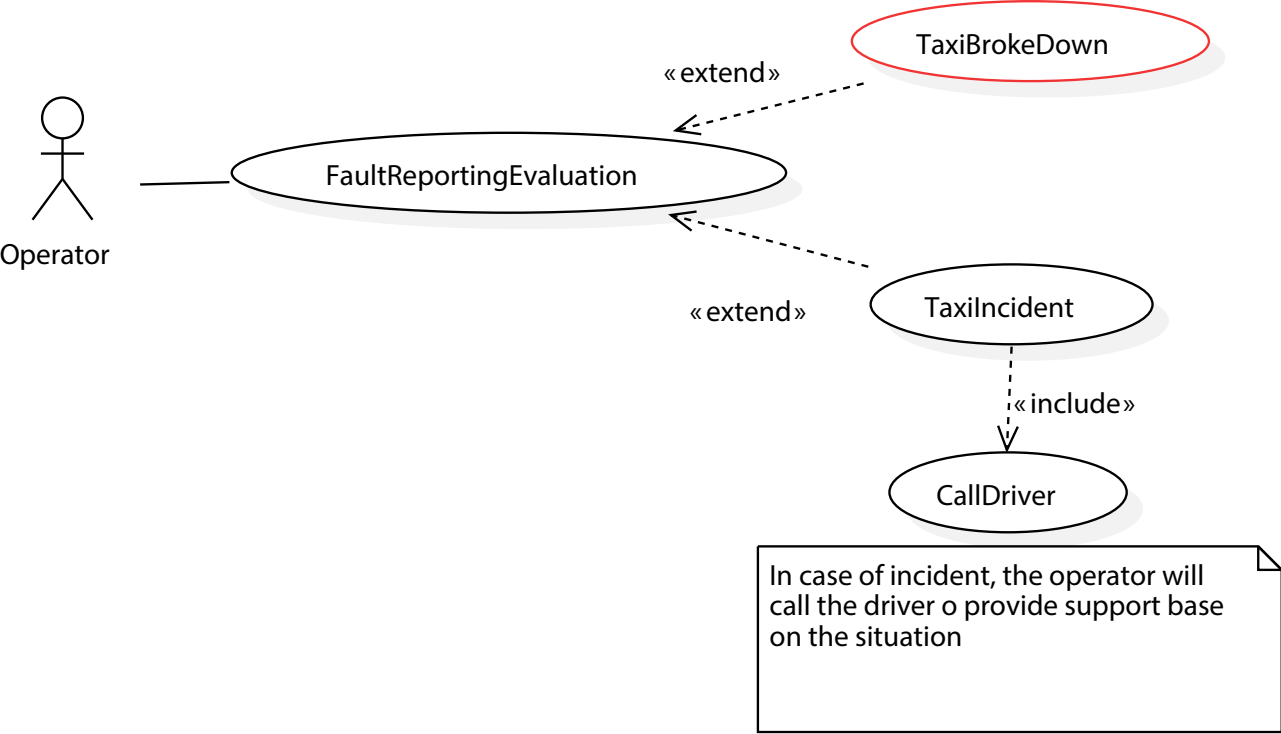 TaxiBrokeDown
«extend»
FaultReportingEvaluation
Operator
«extend»
TaxiIncident
«include»
CallDriver
In case of incident, the operator will
call the driver o provide support base
on the situation